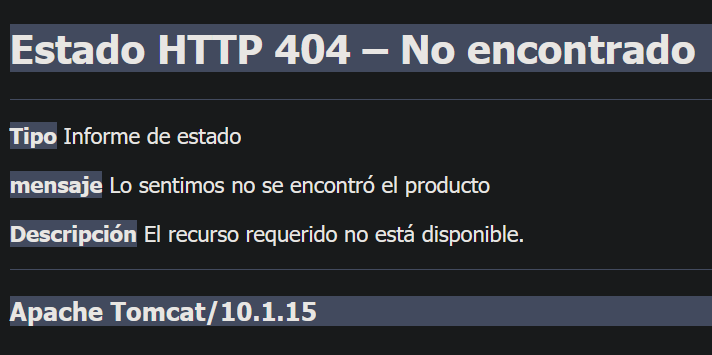 Estado HTTP 404 – No encontrado
Tipo Informe de estado
mensaje Lo sentimos no se encontró el producto
Descripción El recurso requerido no está disponible.
Apache Tomcat/10.1.15